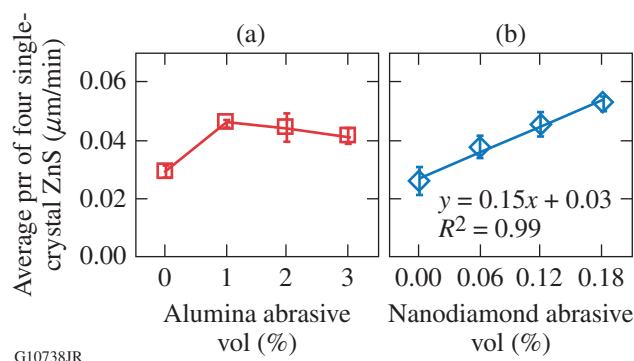 (a)
(b)
Average prr of four single-
crystal ZnS (μm/min)
0.06
0.04
0.02
0.00
y = 0.15x + 0.03
R² = 0.99
0 1 2 3
0.00 0.06 0.12 0.18
Alumina abrasive
vol (%)
Nanodiamond abrasive
vol (%)
G10738JR